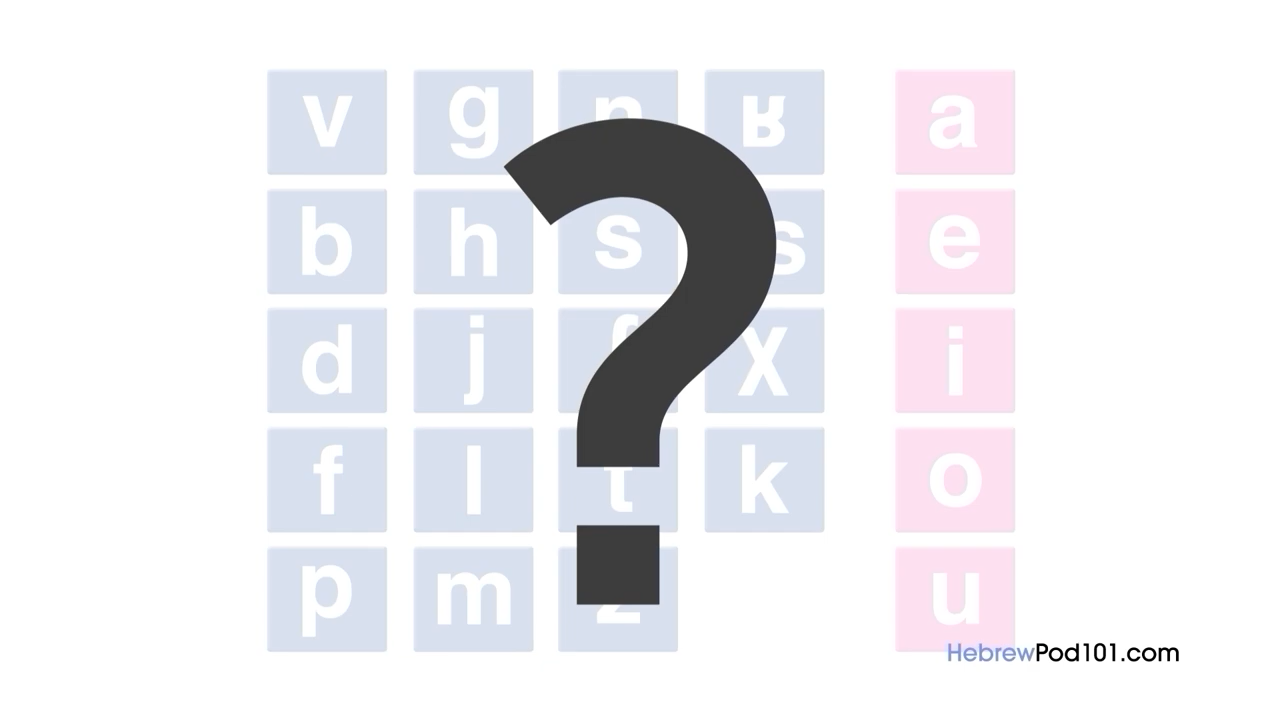 v g n ʁ a
b h s e
d j χ i
f l t k o
p m z u
?
HebrewPod101.com